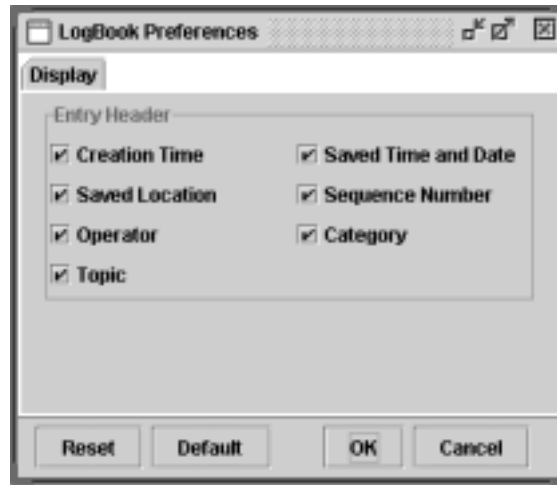 LogBook Preferences
Display
Entry Header
Creation Time
Saved Time and Date
Saved Location
Sequence Number
Operator
Category
Topic
Reset
Default
OK
Cancel